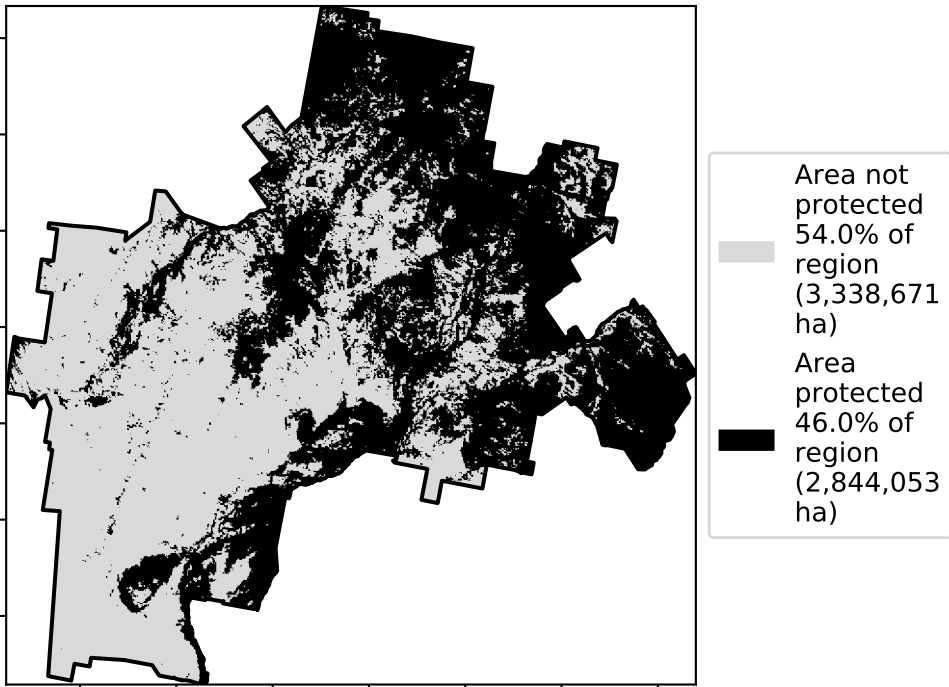 Area not
protected
54.0% of
region
(3,338,671
ha)
Area
protected
46.0% of
region
(2,844,053
ha)